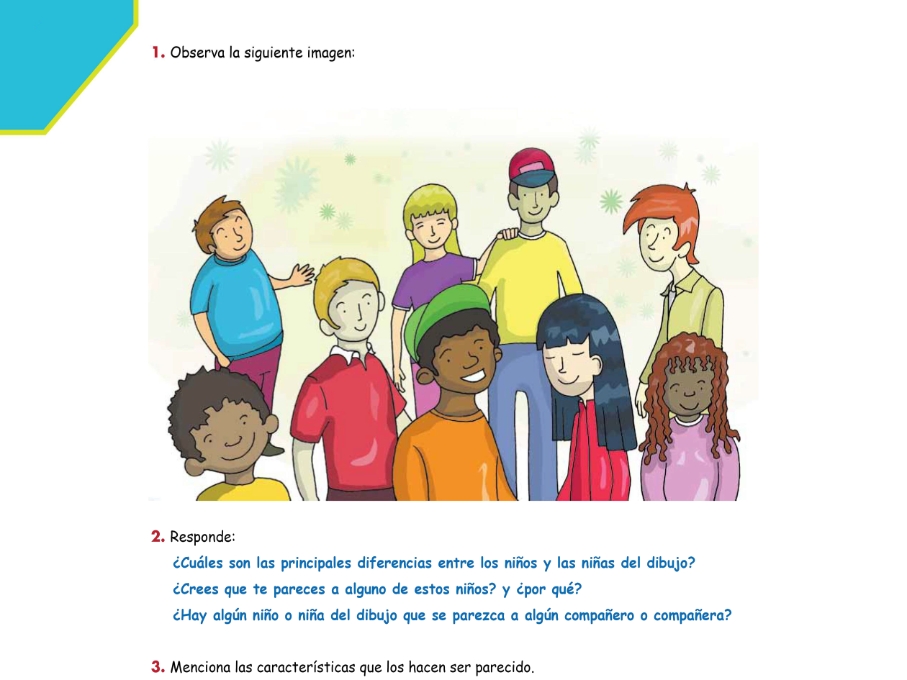 1. Observa la siguiente imagen:
2. Responde:
¿Cuáles son las principales diferencias entre los niños y las niñas del dibujo?
¿Crees que te pareces a alguno de estos niños? y ¿por qué?
¿Hay algún niño o niña del dibujo que se parezca a algún compañero o compañera?
3. Menciona las características que los hacen ser parecido.